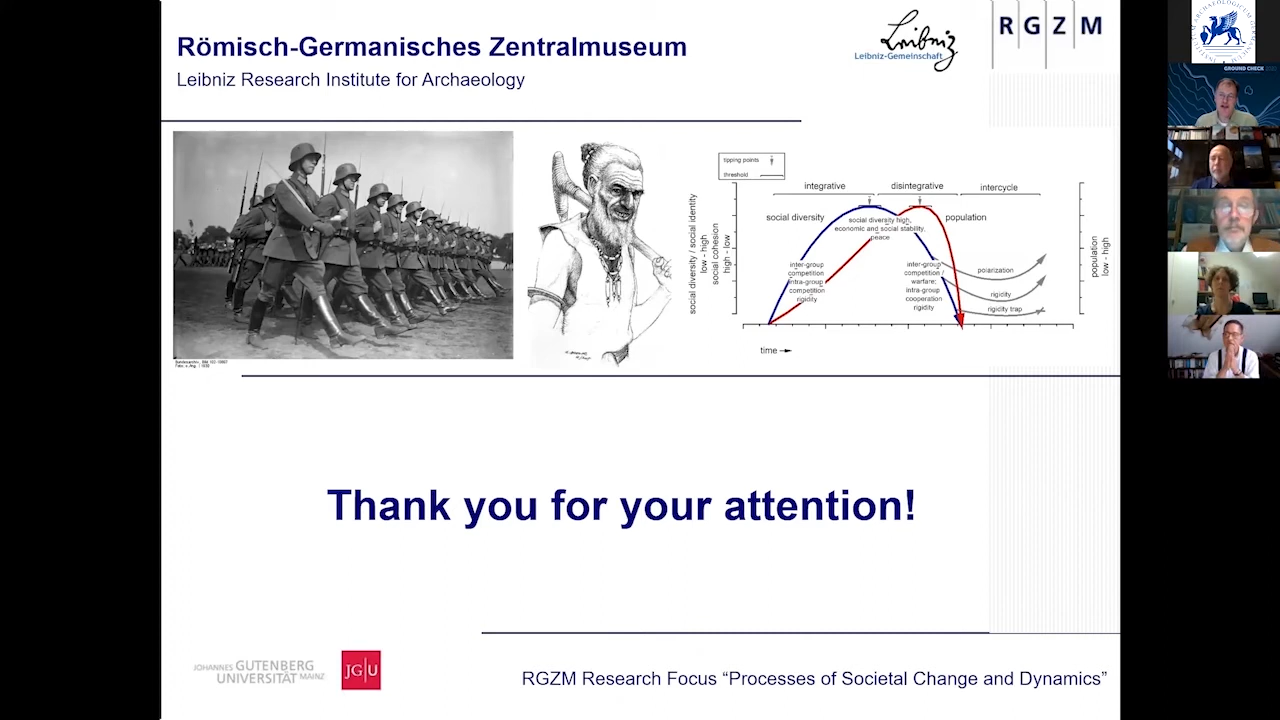 Römisch-Germanisches Zentralmuseum
Leibniz Research Institute for Archaeology
Leibniz
Leibniz-Gemeinschaft
RGZM
GROUND CHECK
tipping points
threshold
integrative
disintegrative
intercycle
social diversity
population
social diversity high,
economic and social stability,
peace
social diversity / social identity
low - high
social cohesion
high - low
inter-group
competition
intra-group
competition
rigidity
inter-group
competition /
warfare;
intra-group
cooperation
rigidity
polarization
rigidity
rigidity trap
population
low - high
time
Thank you for your attention!
JOHANNES GUTENBERG
UNIVERSITÄT MAINZ
JG|U
RGZM Research Focus “Processes of Societal Change and Dynamics”